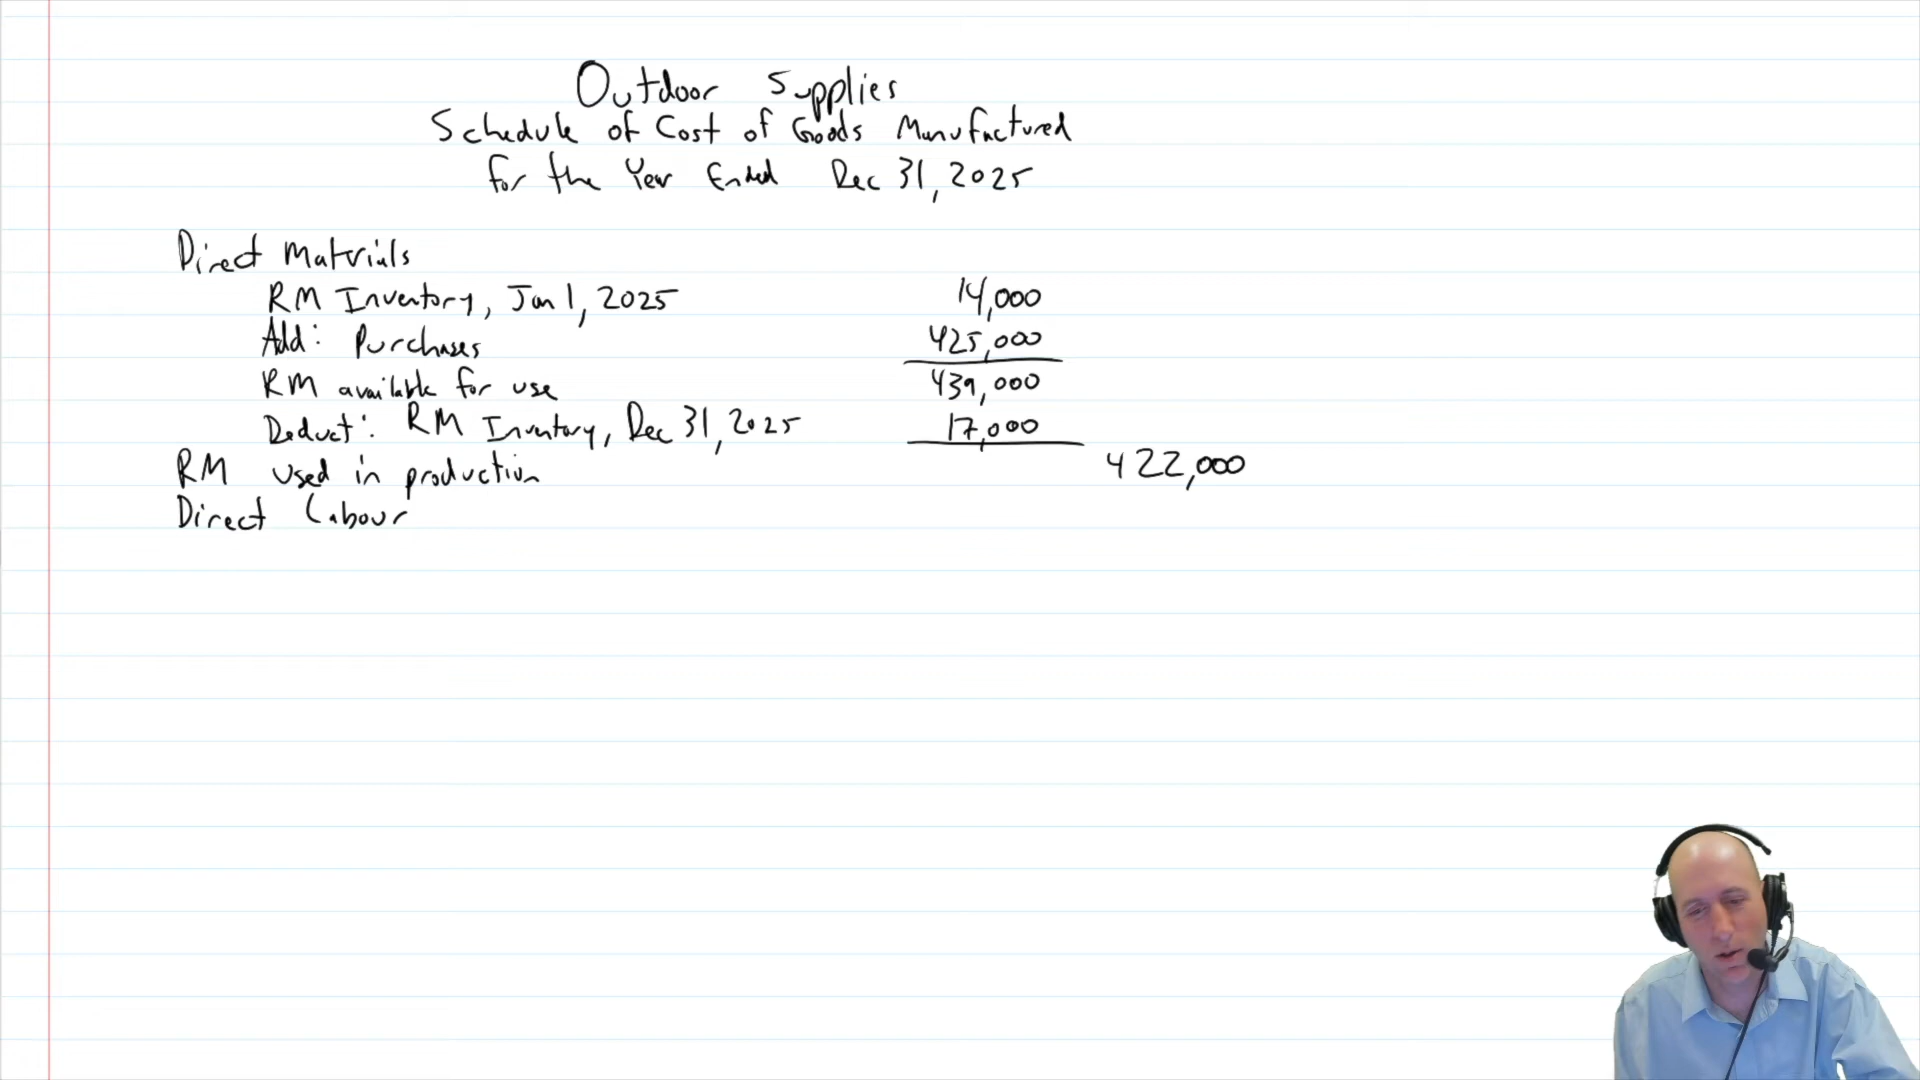 Outdoor Supplies
Schedule of Cost of Goods Manufactured
for the Year Ended Dec 31, 2025
Direct Materials
RM Inventory, Jan 1, 2025 14,000
Add: Purchases 425,000
RM available for use 439,000
Deduct: RM Inventory, Dec 31, 2025 17,000
RM used in production 422,000
Direct Labour